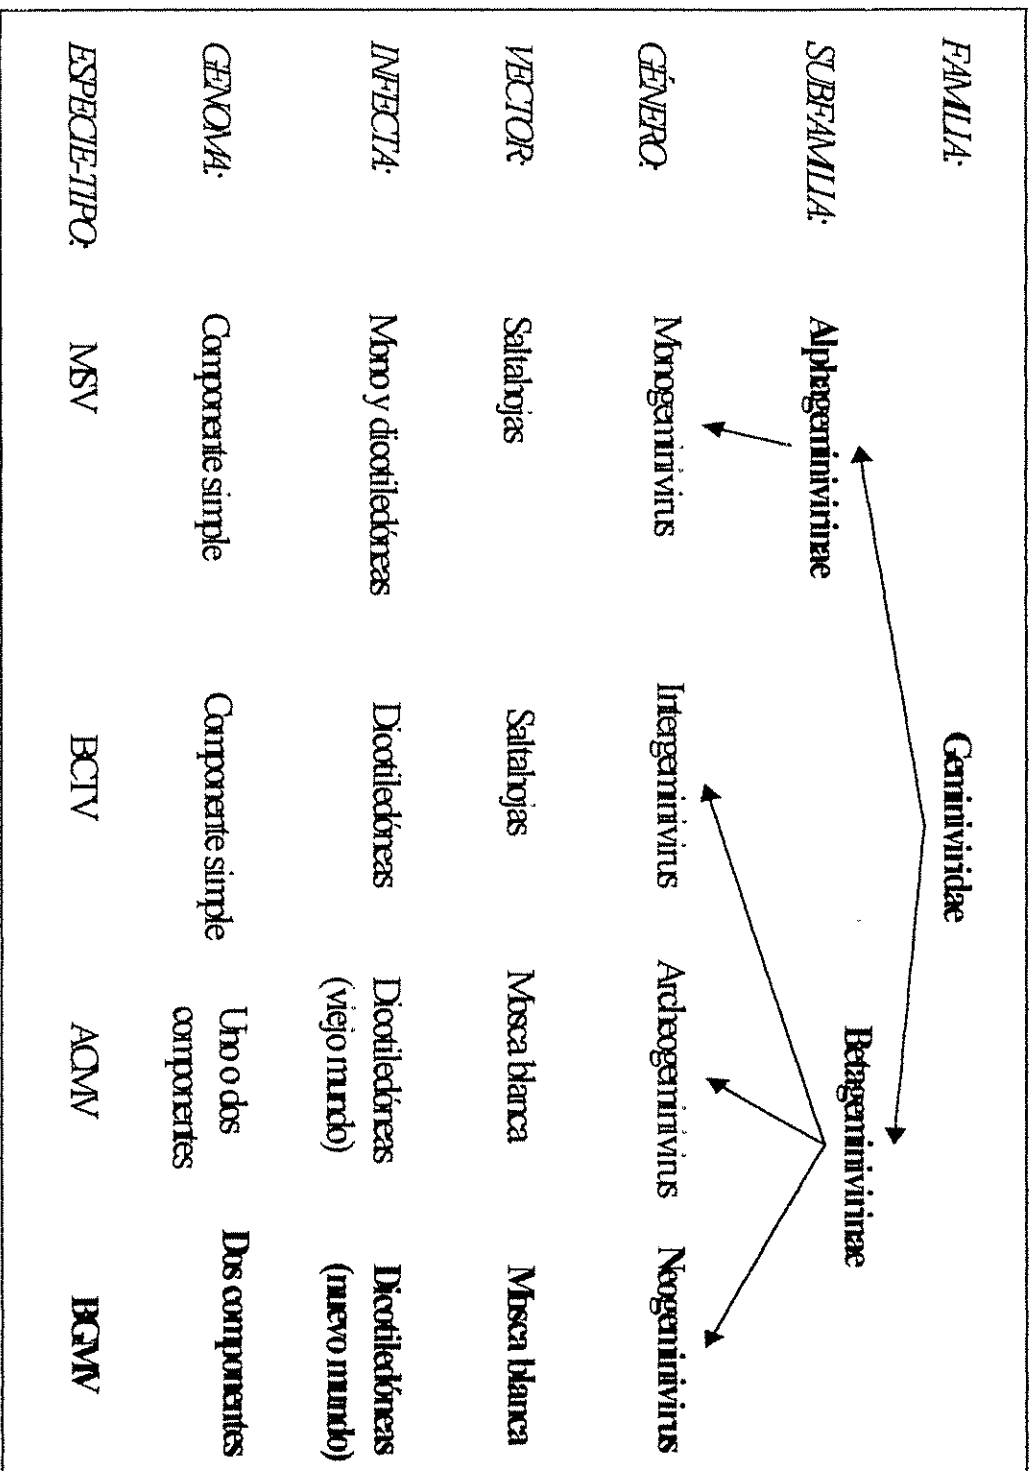 FAMILIA: Geminiviridae
SUBFAMILIA: Alphageminivirinae Betageminivirinae
GÉNERO: Monogeminivirus Intergeminivirus Archeogeminivirus Neogeminivirus
VECTOR: Saltahojas Saltahojas Mosca blanca Mosca blanca
INFECTA: Mono y dicotiledóneas Dicotiledóneas Dicotiledóneas Dicotiledóneas
(viejo mundo) (nuevo mundo)
GENOMA: Componente simple Componente simple Uno o dos Dos componentes
componentes
ESPECIE-TIPO: MSV BCTV ACMV BGMV